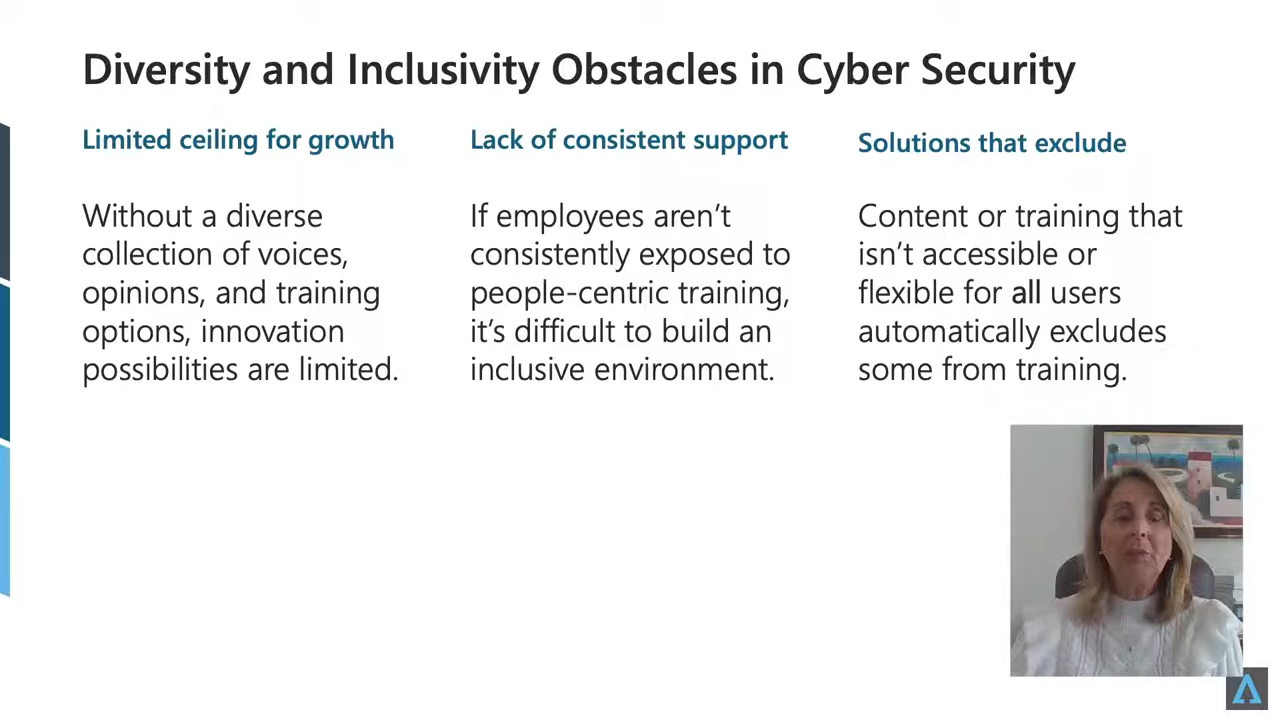 Diversity and Inclusivity Obstacles in Cyber Security
Limited ceiling for growth
Without a diverse
collection of voices,
opinions, and training
options, innovation
possibilities are limited.
Lack of consistent support
If employees aren’t
consistently exposed to
people-centric training,
it’s difficult to build an
inclusive environment.
Solutions that exclude
Content or training that
isn’t accessible or
flexible for all users
automatically excludes
some from training.